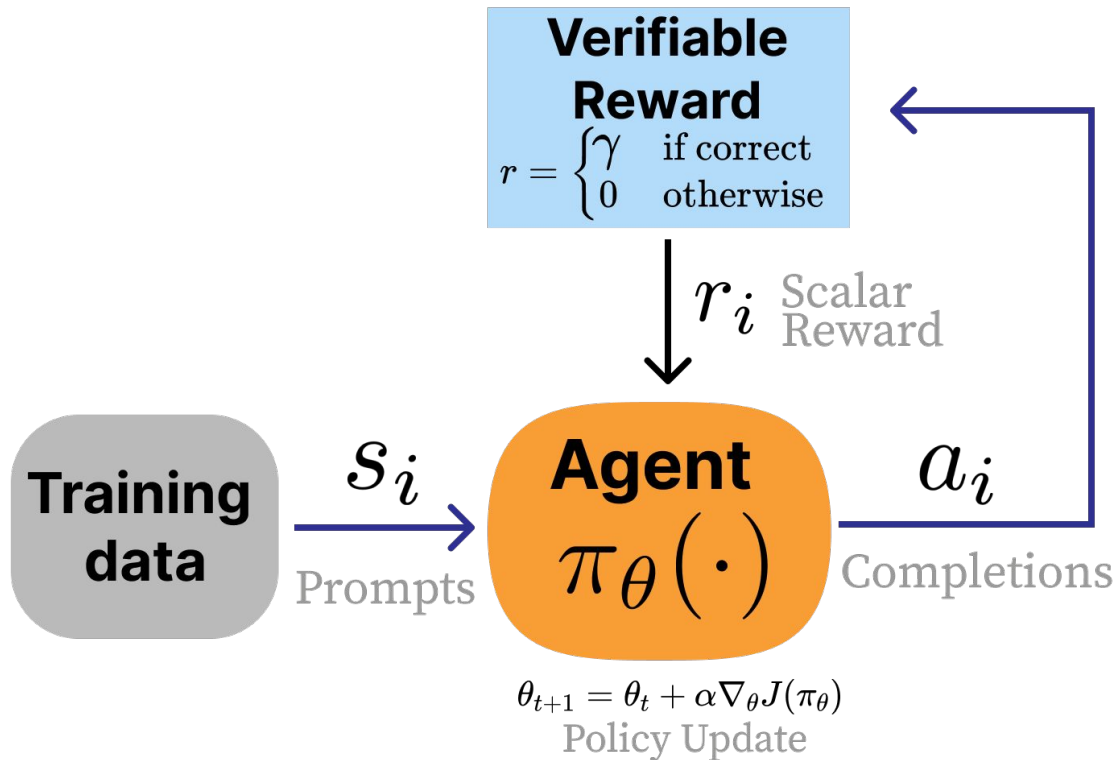 Verifiable
Reward
r = { γ if correct
0 otherwise
r_i Scalar
Reward
Training
data
s_i
Prompts
Agent
π_θ(·)
a_i
Completions
θ_{t+1} = θ_t + α∇_θ J(π_θ)
Policy Update